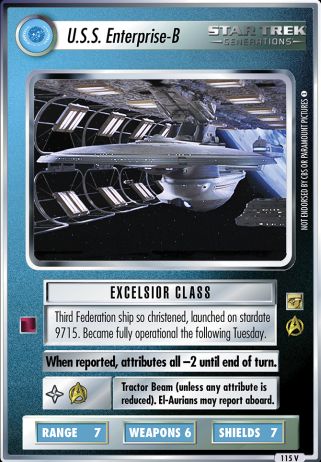 U.S.S. Enterprise-B
STAR TREK
GENERATIONS
NOT ENDORSED BY CBS OR PARAMOUNT PICTURES
EXCELSIOR CLASS
Third Federation ship so christened, launched on stardate
9715. Became fully operational the following Tuesday.
When reported, attributes all –2 until end of turn.
Tractor Beam (unless any attribute is
reduced). El-Aurians may report aboard.
RANGE 7 WEAPONS 6 SHIELDS 7
115 V